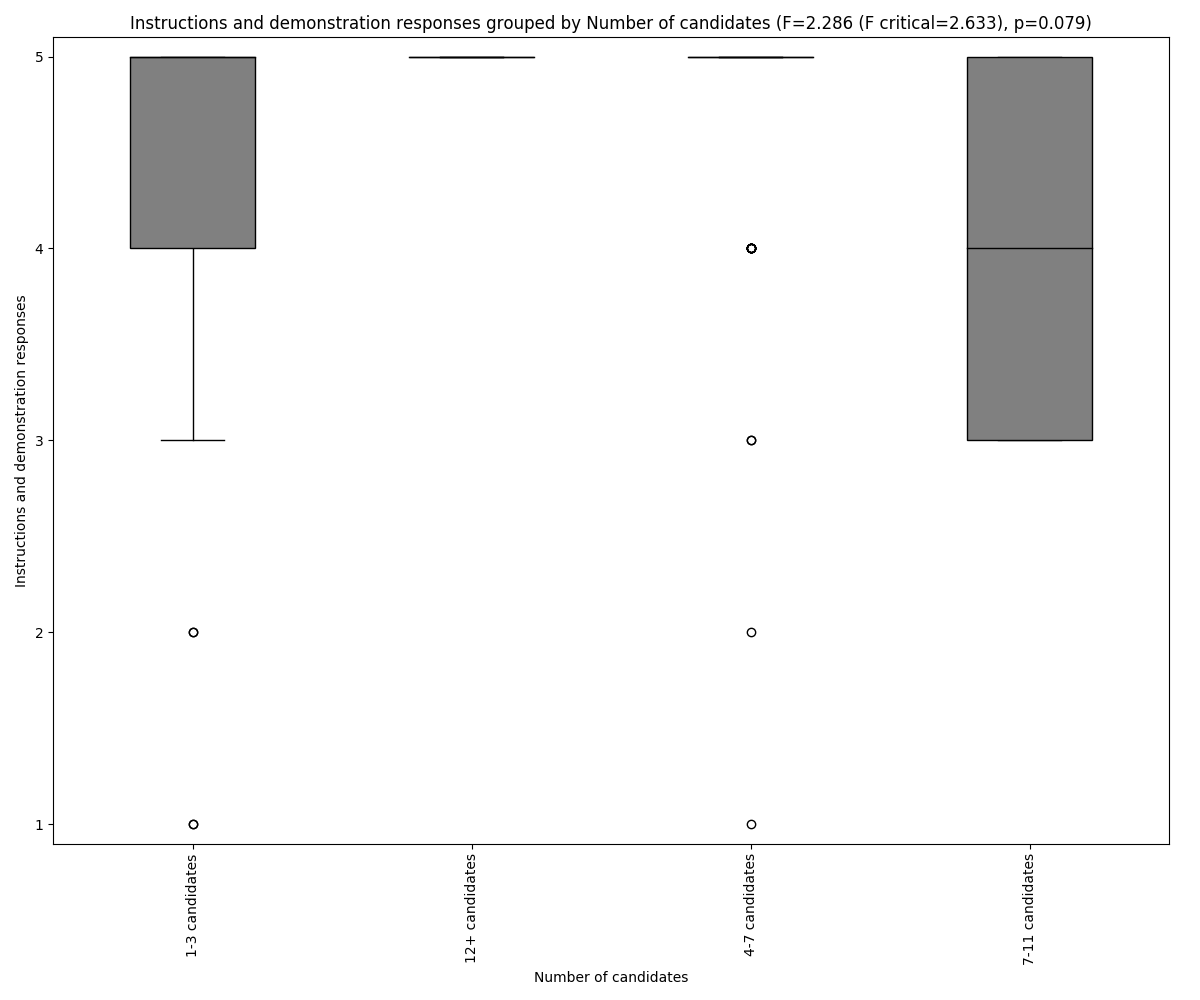 Instructions and demonstration responses grouped by Number of candidates (F=2.286 (F critical=2.633), p=0.079)
Instructions and demonstration responses
5
4
3
2
1
1-3 candidates
12+ candidates
4-7 candidates
7-11 candidates
Number of candidates